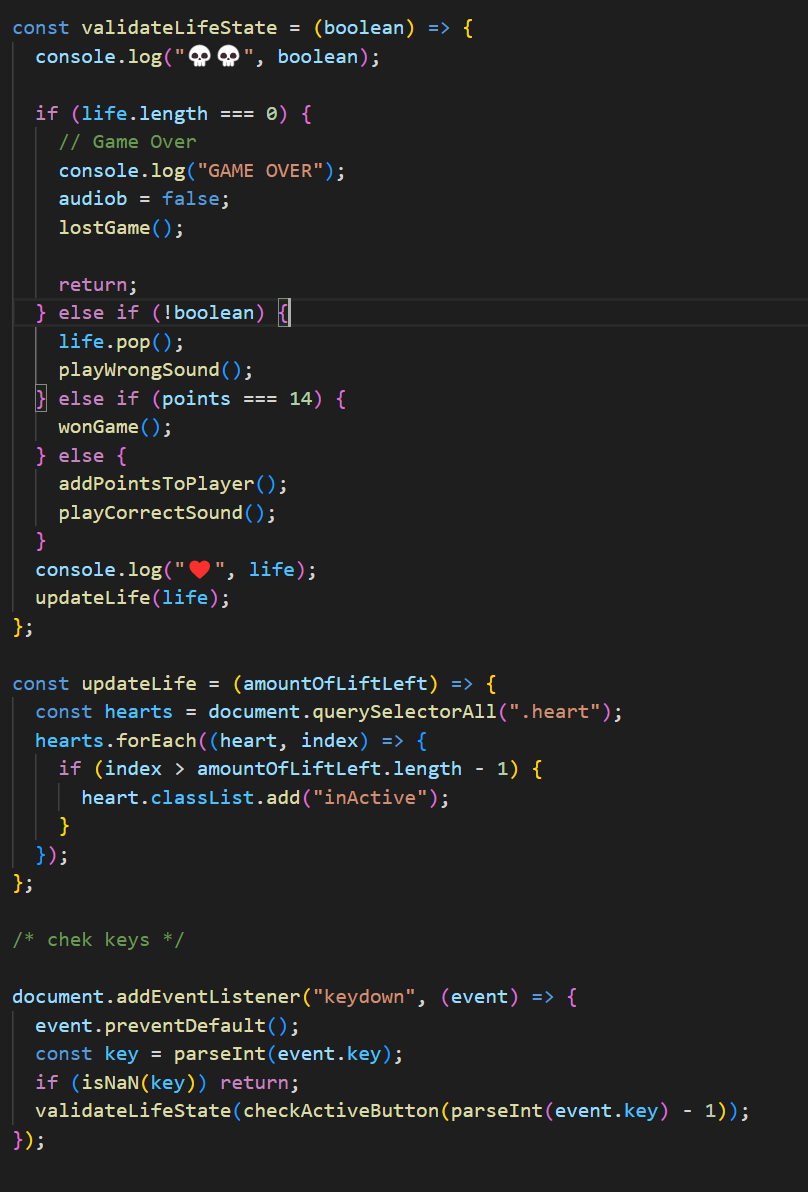 const validateLifeState = (boolean) => {
  console.log("💀💀", boolean);

  if (life.length === 0) {
    // Game Over
    console.log("GAME OVER");
    audiob = false;
    lostGame();

    return;
  } else if (!boolean) {
    life.pop();
    playWrongSound();
  } else if (points === 14) {
    wonGame();
  } else {
    addPointsToPlayer();
    playCorrectSound();
  }
  console.log("❤️", life);
  updateLife(life);
};

const updateLife = (amountOfLiftLeft) => {
  const hearts = document.querySelectorAll(".heart");
  hearts.forEach((heart, index) => {
    if (index > amountOfLiftLeft.length - 1) {
      heart.classList.add("inActive");
    }
  });
};

/* chek keys */

document.addEventListener("keydown", (event) => {
  event.preventDefault();
  const key = parseInt(event.key);
  if (isNaN(key)) return;
  validateLifeState(checkActiveButton(parseInt(event.key) - 1));
});